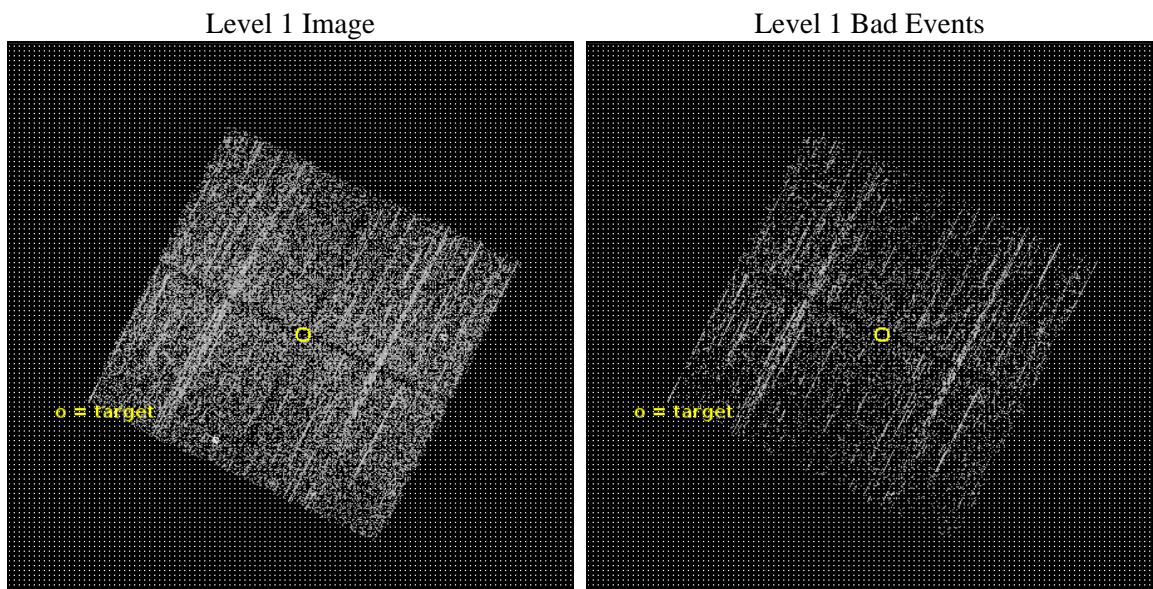 Level 1 Image
Level 1 Bad Events
o = target
o = target